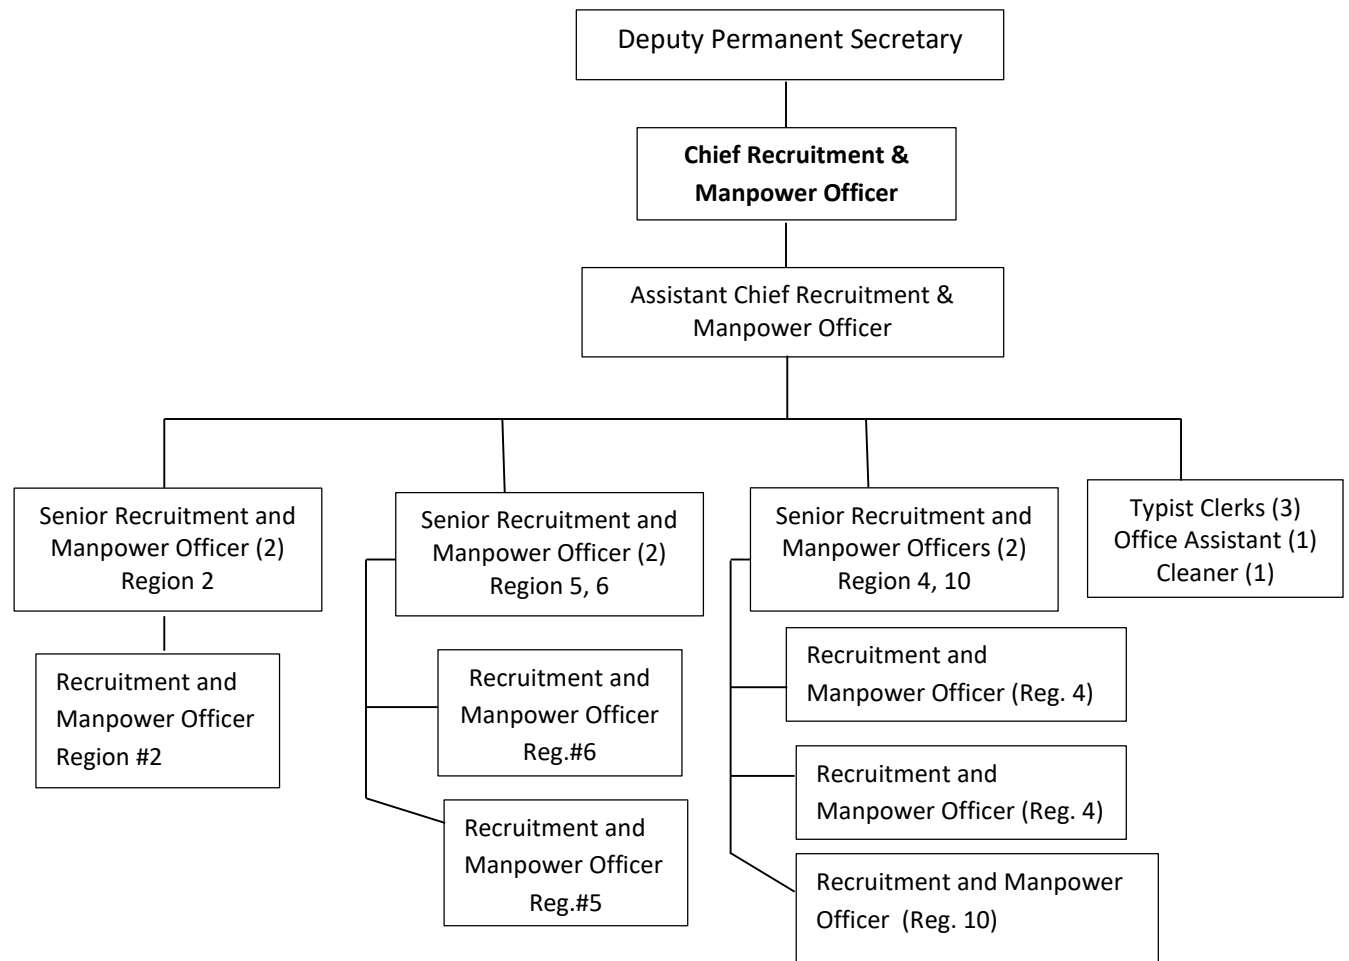 Deputy Permanent Secretary
Chief Recruitment &
Manpower Officer
Assistant Chief Recruitment &
Manpower Officer
Senior Recruitment and
Manpower Officer (2)
Region 2
Senior Recruitment and
Manpower Officer (2)
Region 5, 6
Senior Recruitment and
Manpower Officers (2)
Region 4, 10
Typist Clerks (3)
Office Assistant (1)
Cleaner (1)
Recruitment and
Manpower Officer
Region #2
Recruitment and
Manpower Officer
Reg.#6
Recruitment and
Manpower Officer
Reg.#5
Recruitment and
Manpower Officer (Reg. 4)
Recruitment and
Manpower Officer (Reg. 4)
Recruitment and Manpower
Officer  (Reg. 10)